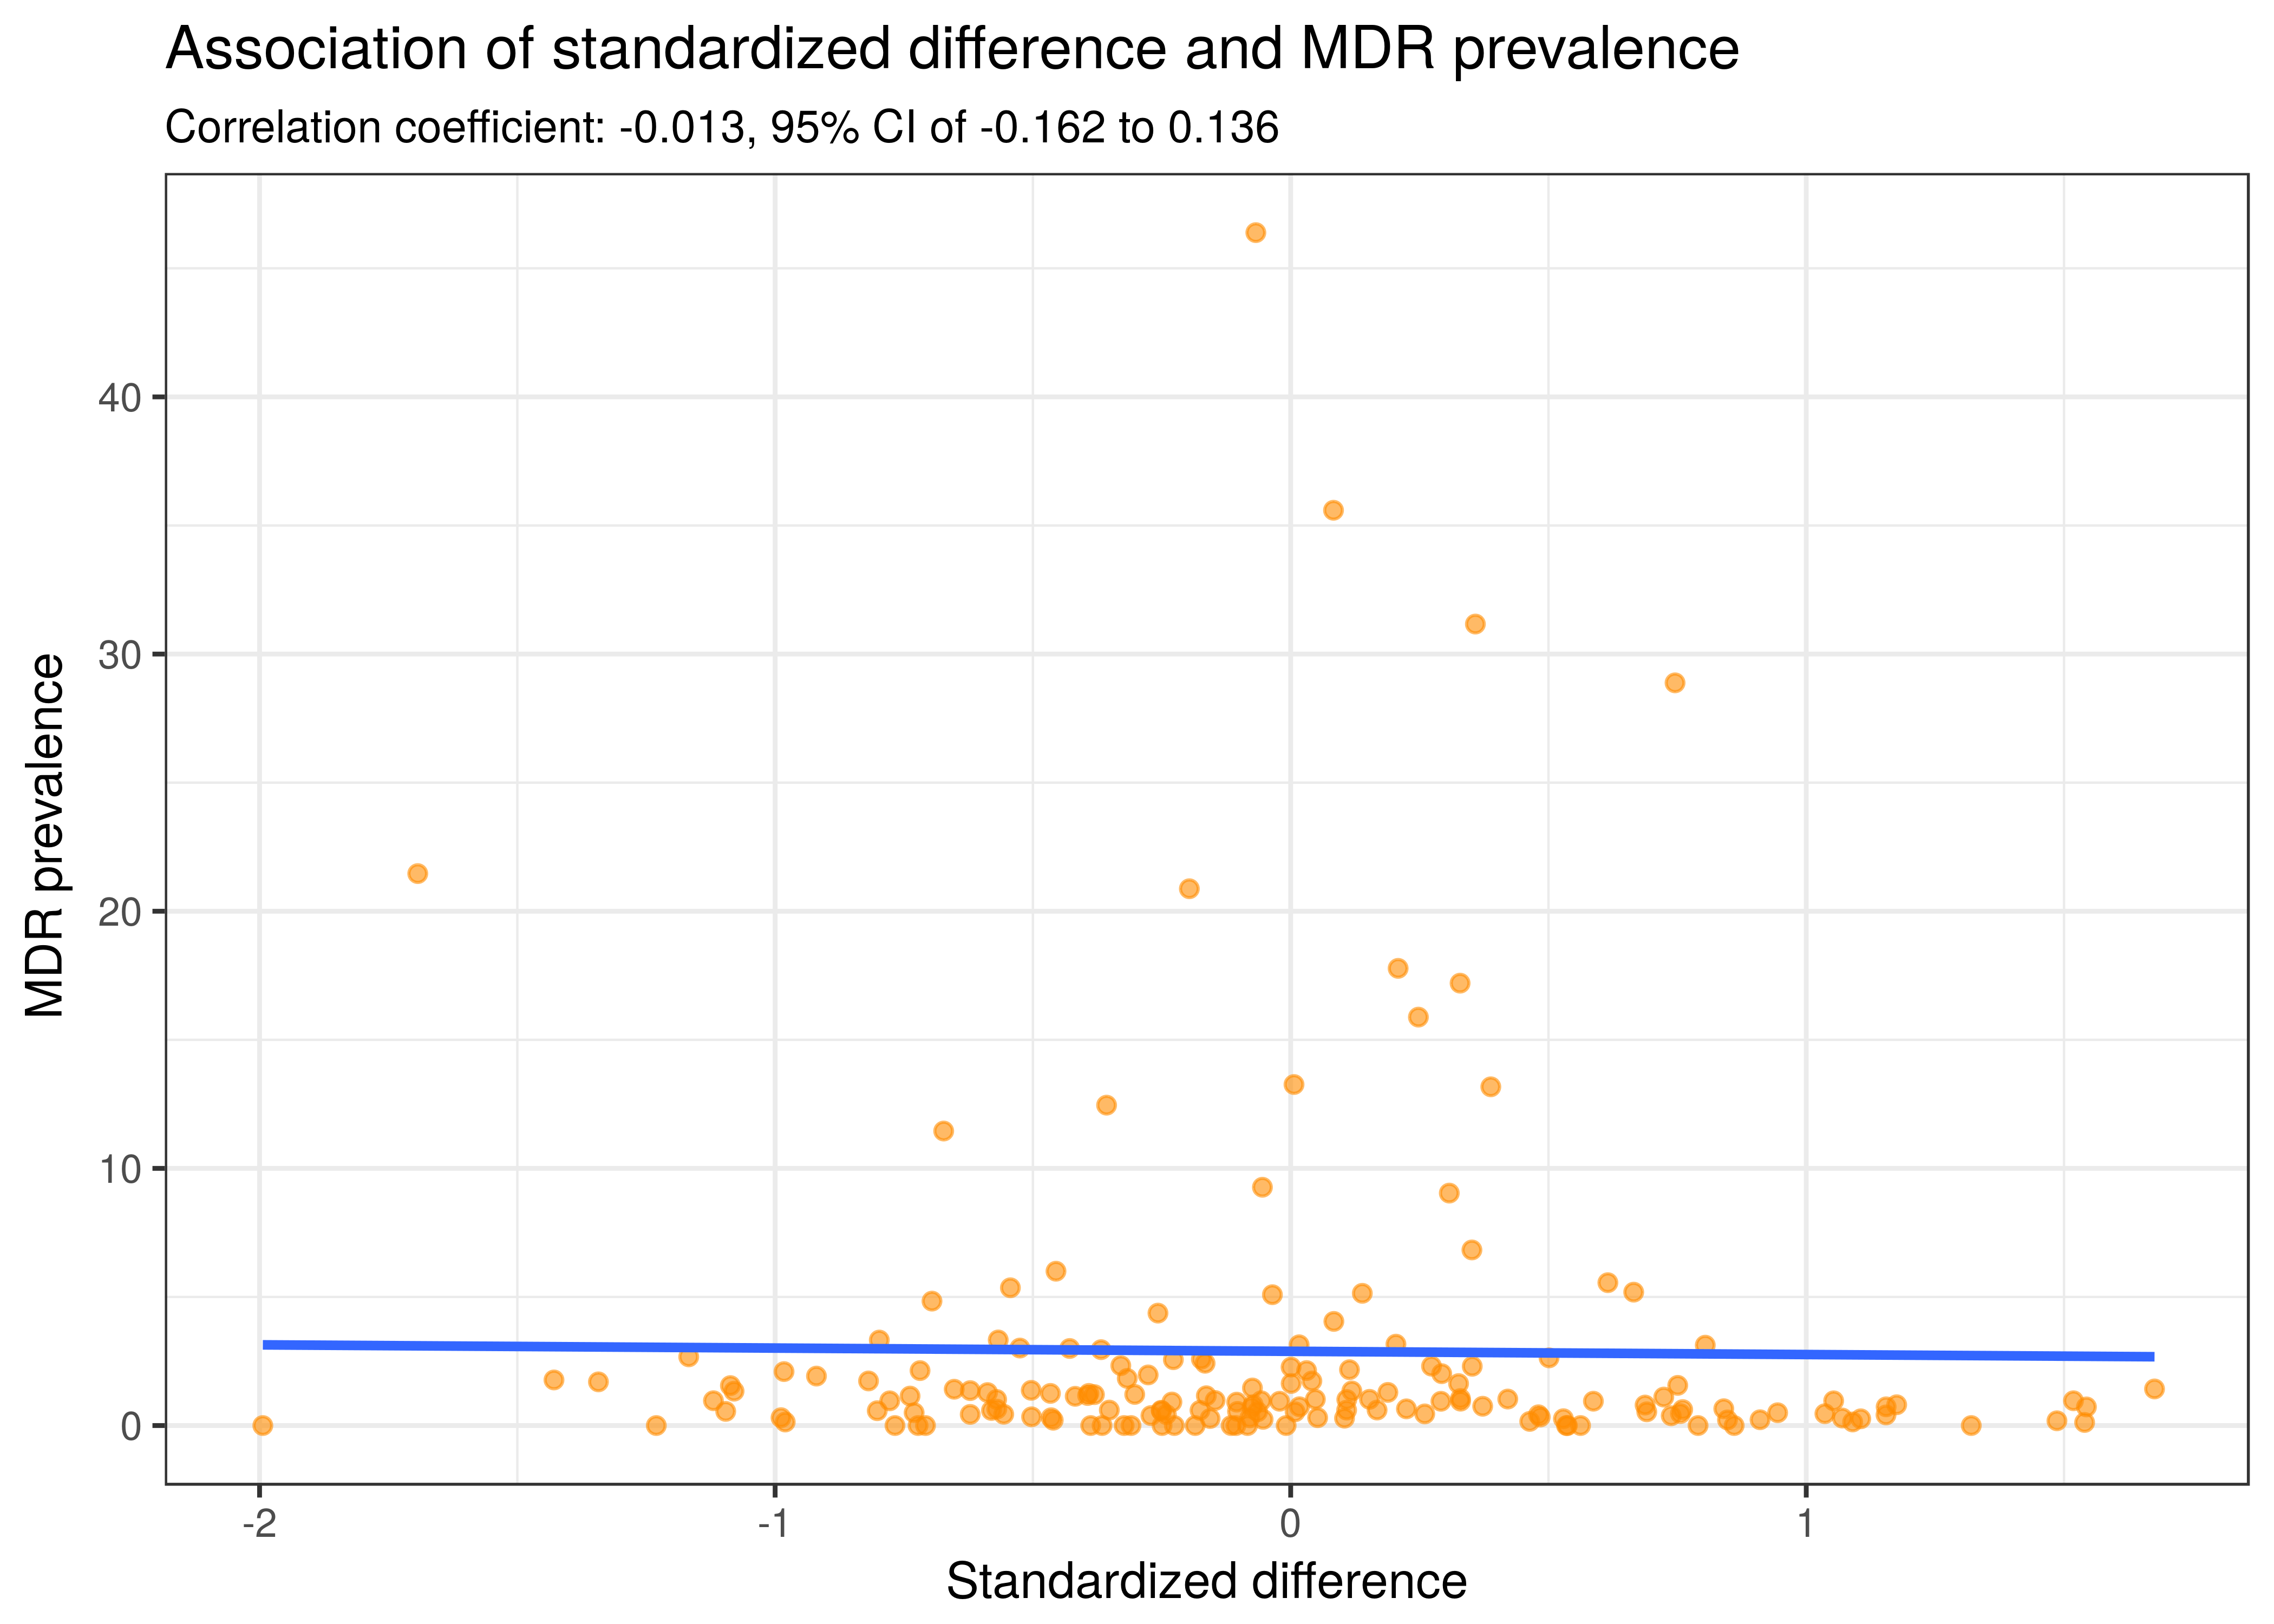 Association of standardized difference and MDR prevalence
Correlation coefficient: -0.013, 95% CI of -0.162 to 0.136
MDR prevalence
40
30
20
10
0
-2
-1
0
1
Standardized difference